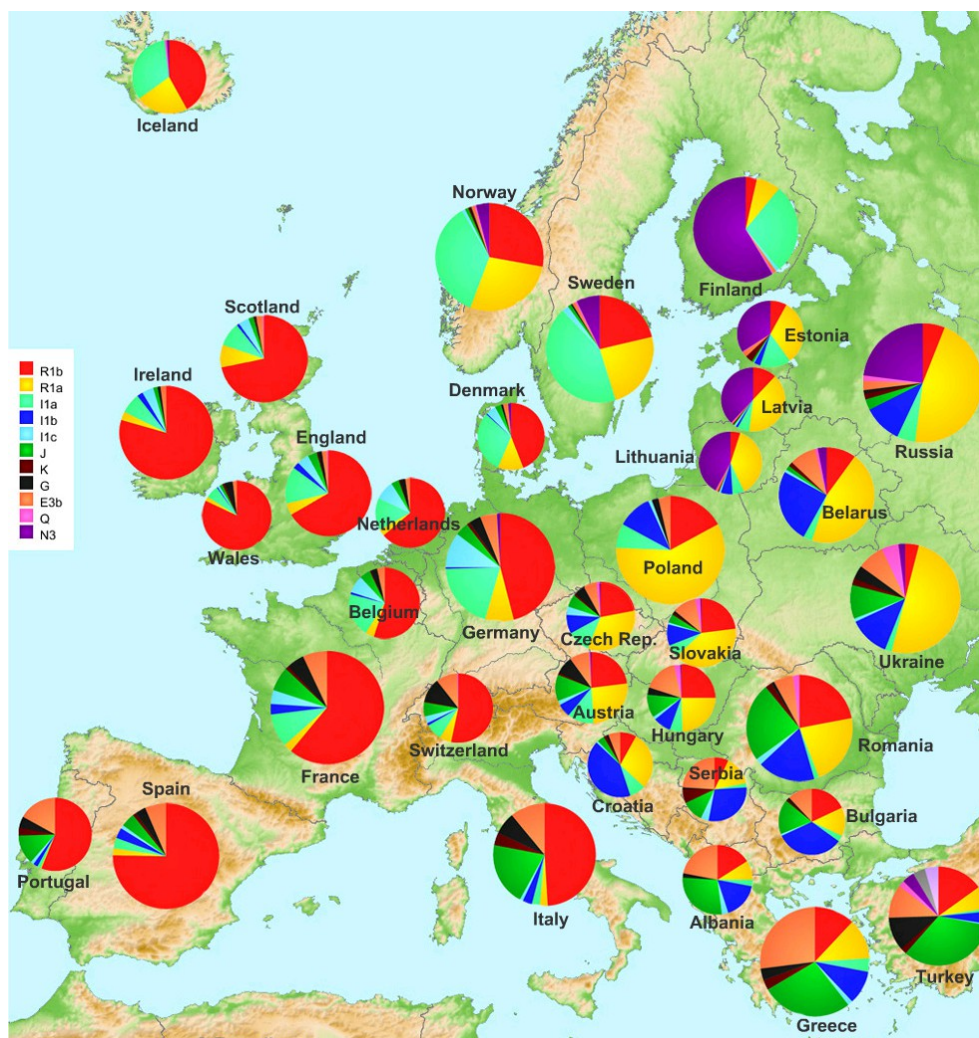 Iceland
Norway
Sweden
Finland
Scotland
Estonia
Ireland
Denmark
Latvia
R1b
R1a
I1a
I1b
I1c
J
K
G
E3b
Q
N3
England
Lithuania
Russia
Netherlands
Belarus
Wales
Poland
Belgium
Germany
Czech Rep.
Slovakia
Ukraine
Austria
Hungary
Switzerland
France
Romania
Croatia
Serbia
Spain
Bulgaria
Portugal
Italy
Albania
Turkey
Greece